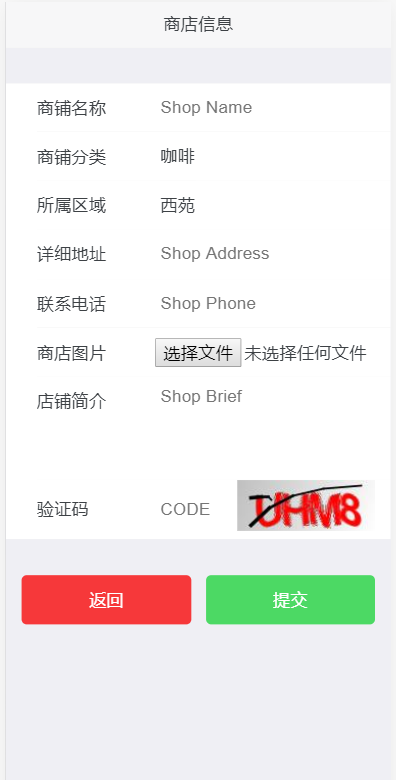 商店信息
商铺名称 Shop Name
商铺分类 咖啡
所属区域 西苑
详细地址 Shop Address
联系电话 Shop Phone
商店图片 选择文件 未选择任何文件
店铺简介 Shop Brief
验证码 CODE TJHM8
返回 提交